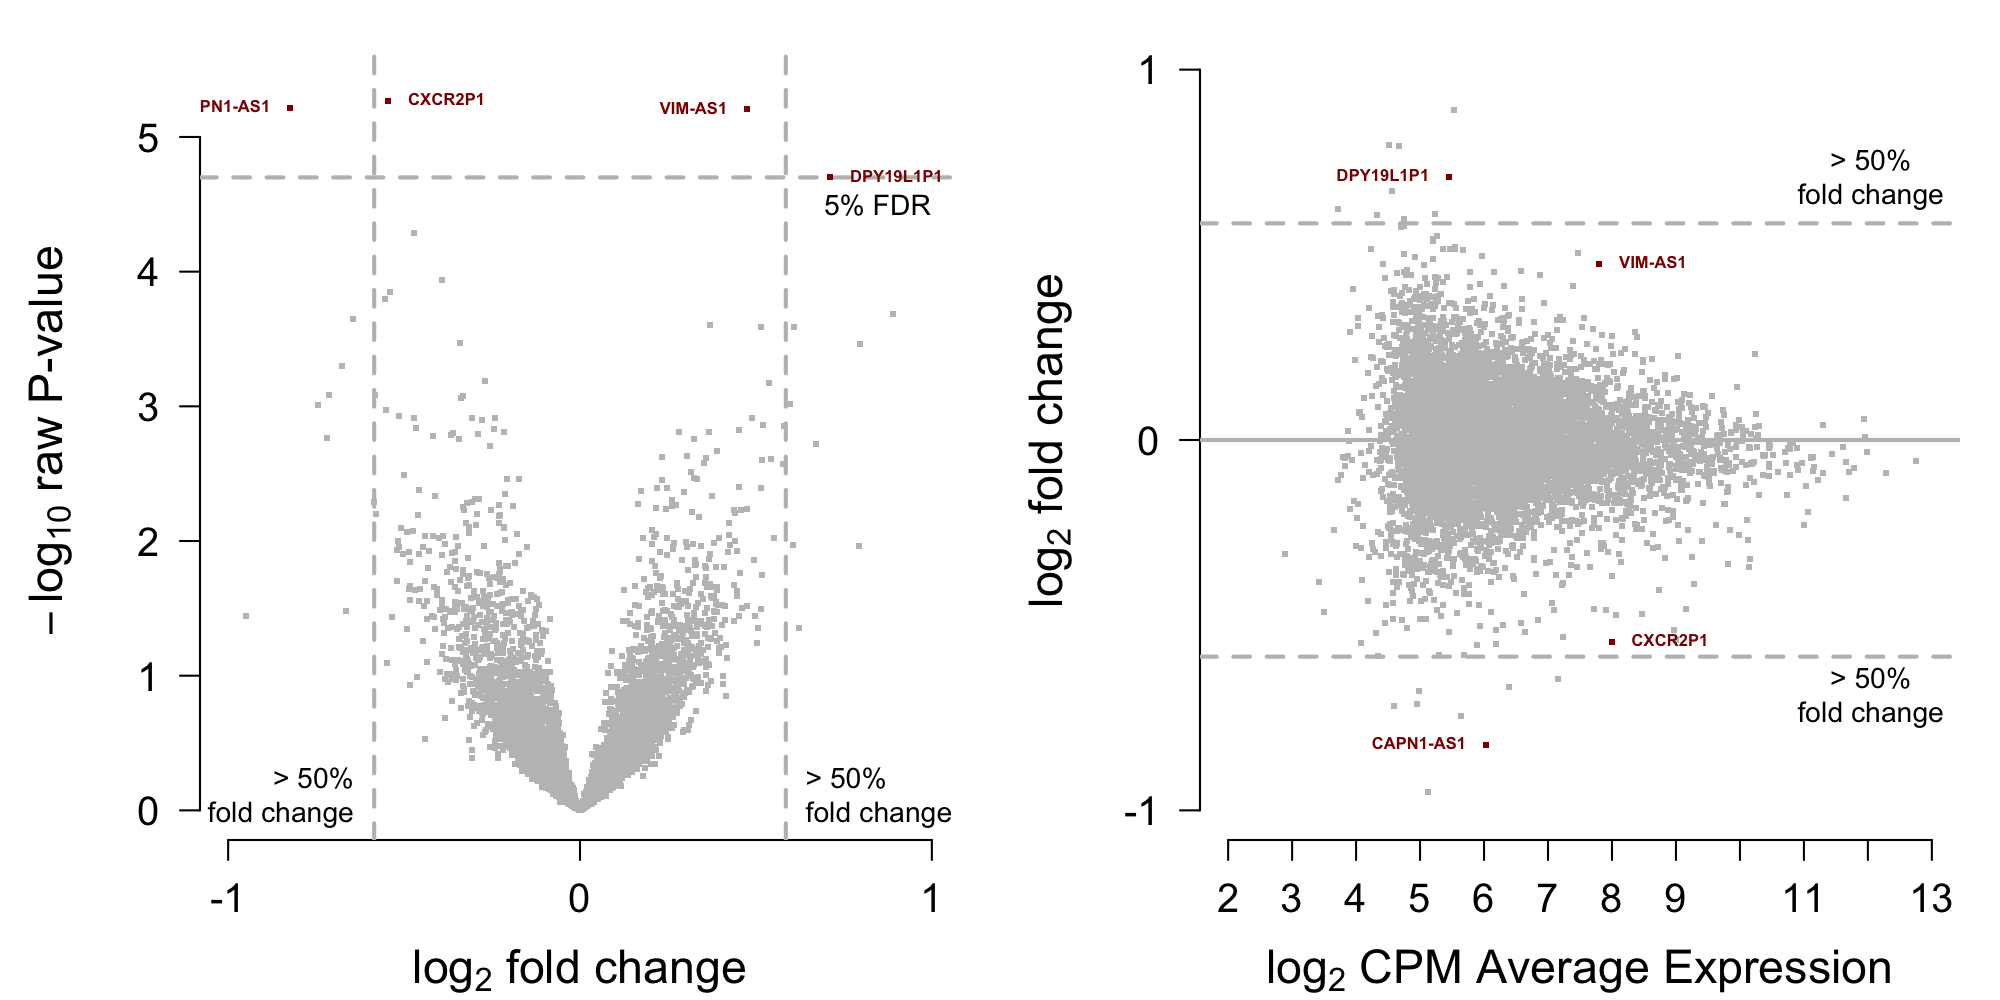 PN1-AS1
CXCR2P1
VIM-AS1
DPY19L1P1
5% FDR
> 50%
fold change
> 50%
fold change
5
4
3
2
1
0
-1
0
1
− log10 raw P-value
log2 fold change
1
0
-1
DPY19L1P1
VIM-AS1
CXCR2P1
CAPN1-AS1
> 50%
fold change
> 50%
fold change
2 3 4 5 6 7 8 9 11 13
log2 fold change
log2 CPM Average Expression